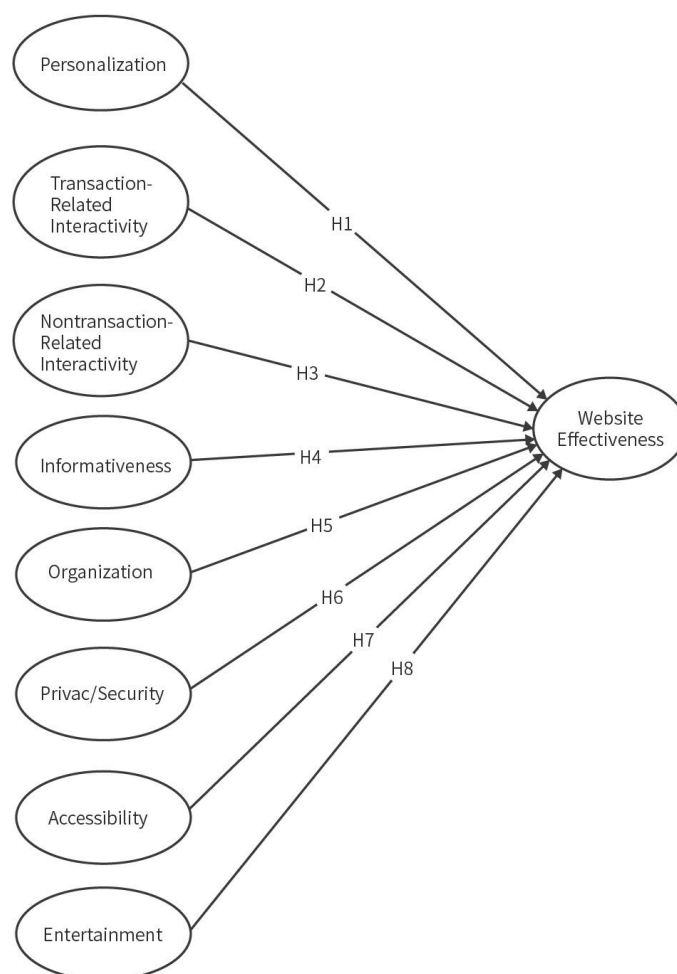 Personalization
H1
Transaction-
Related
Interactivity
H2
Nontransaction-
Related
Interactivity
H3
Website
Effectiveness
Informativeness
H4
Organization
H5
Privac/Security
H6
Accessibility
H7
Entertainment
H8